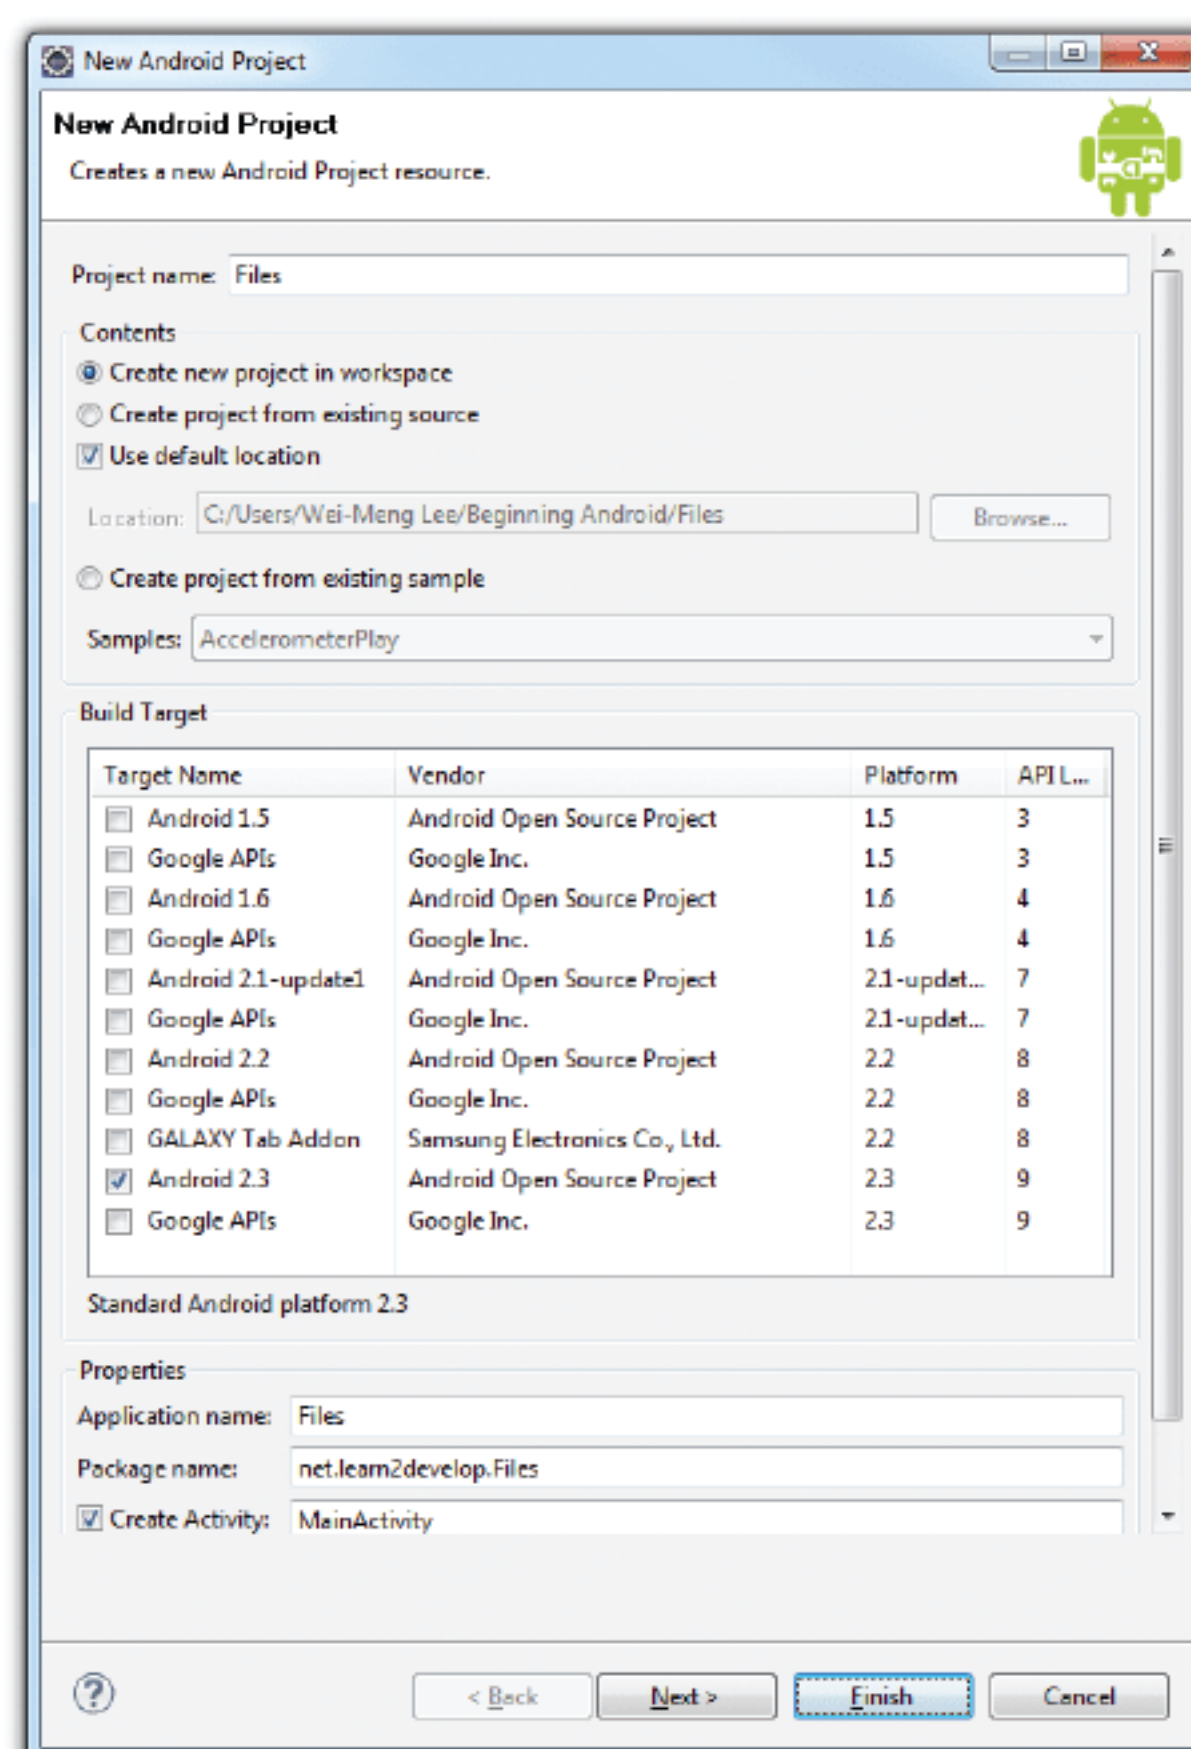 New Android Project
New Android Project
Creates a new Android Project resource.
Project name: Files
Contents
Create new project in workspace
Create project from existing source
Use default location
Location: C:/Users/Wei-Meng Lee/Beginning Android/Files Browse...
Create project from existing sample
Samples: AccelerometerPlay
Build Target
Target Name Vendor Platform API L...
Android 1.5 Android Open Source Project 1.5 3
Google APIs Google Inc. 1.5 3
Android 1.6 Android Open Source Project 1.6 4
Google APIs Google Inc. 1.6 4
Android 2.1-update1 Android Open Source Project 2.1-updat... 7
Google APIs Google Inc. 2.1-updat... 7
Android 2.2 Android Open Source Project 2.2 8
Google APIs Google Inc. 2.2 8
GALAXY Tab Addon Samsung Electronics Co., Ltd. 2.2 8
Android 2.3 Android Open Source Project 2.3 9
Google APIs Google Inc. 2.3 9
Standard Android platform 2.3
Properties
Application name: Files
Package name: net.learn2develop.Files
Create Activity: MainActivity
? < Back Next > Finish Cancel